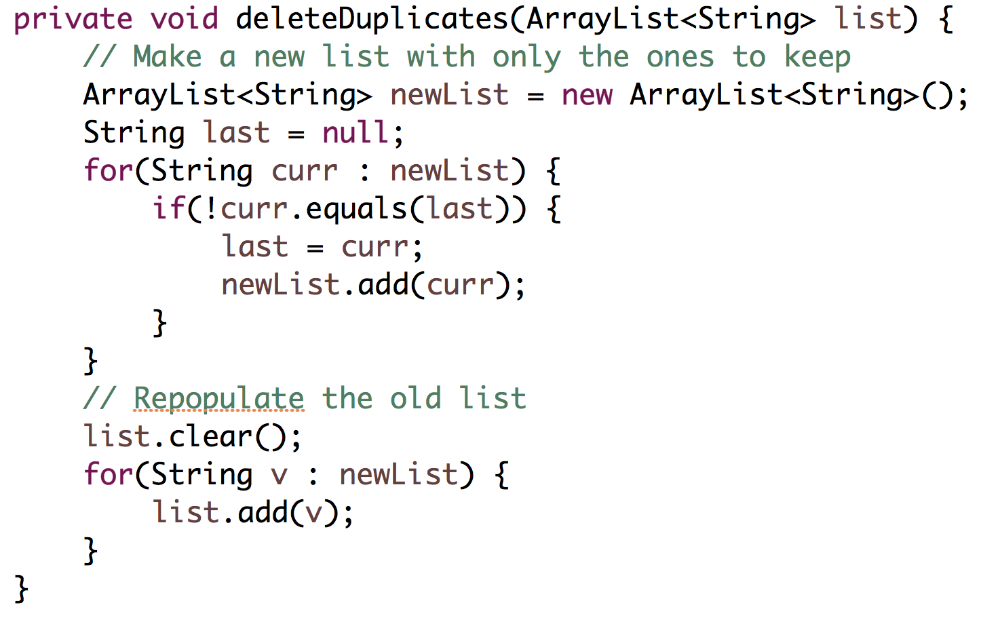 private void deleteDuplicates(ArrayList<String> list) {
    // Make a new list with only the ones to keep
    ArrayList<String> newList = new ArrayList<String>();
    String last = null;
    for(String curr : newList) {
        if(!curr.equals(last)) {
            last = curr;
            newList.add(curr);
        }
    }
    // Repopulate the old list
    list.clear();
    for(String v : newList) {
        list.add(v);
    }
}